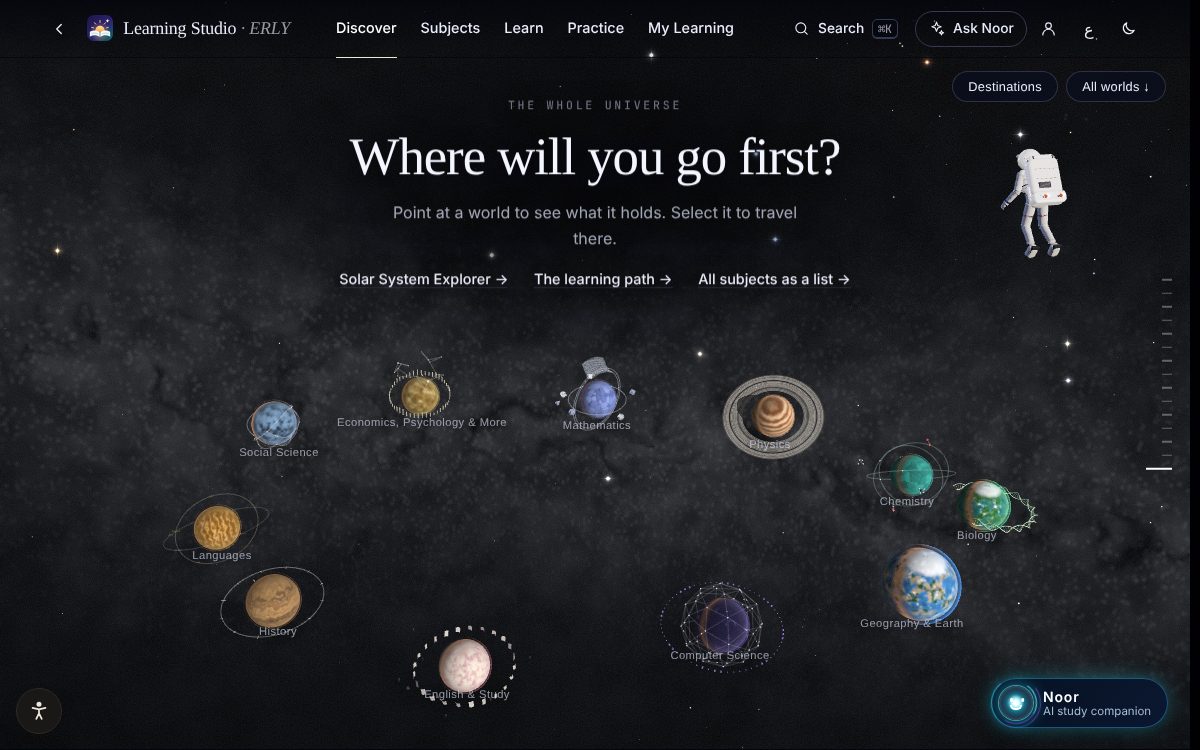 Learning Studio · ERLY
Discover
Subjects
Learn
Practice
My Learning
Search ⌘K
Ask Noor
ع
Destinations
All worlds ↓
THE WHOLE UNIVERSE
Where will you go first?
Point at a world to see what it holds. Select it to travel
there.
Solar System Explorer →
The learning path →
All subjects as a list →
Economics, Psychology & More
Mathematics
Social Science
Physics
Chemistry
Biology
Languages
Geography & Earth
History
Computer Science
English & Study
Noor
AI study companion